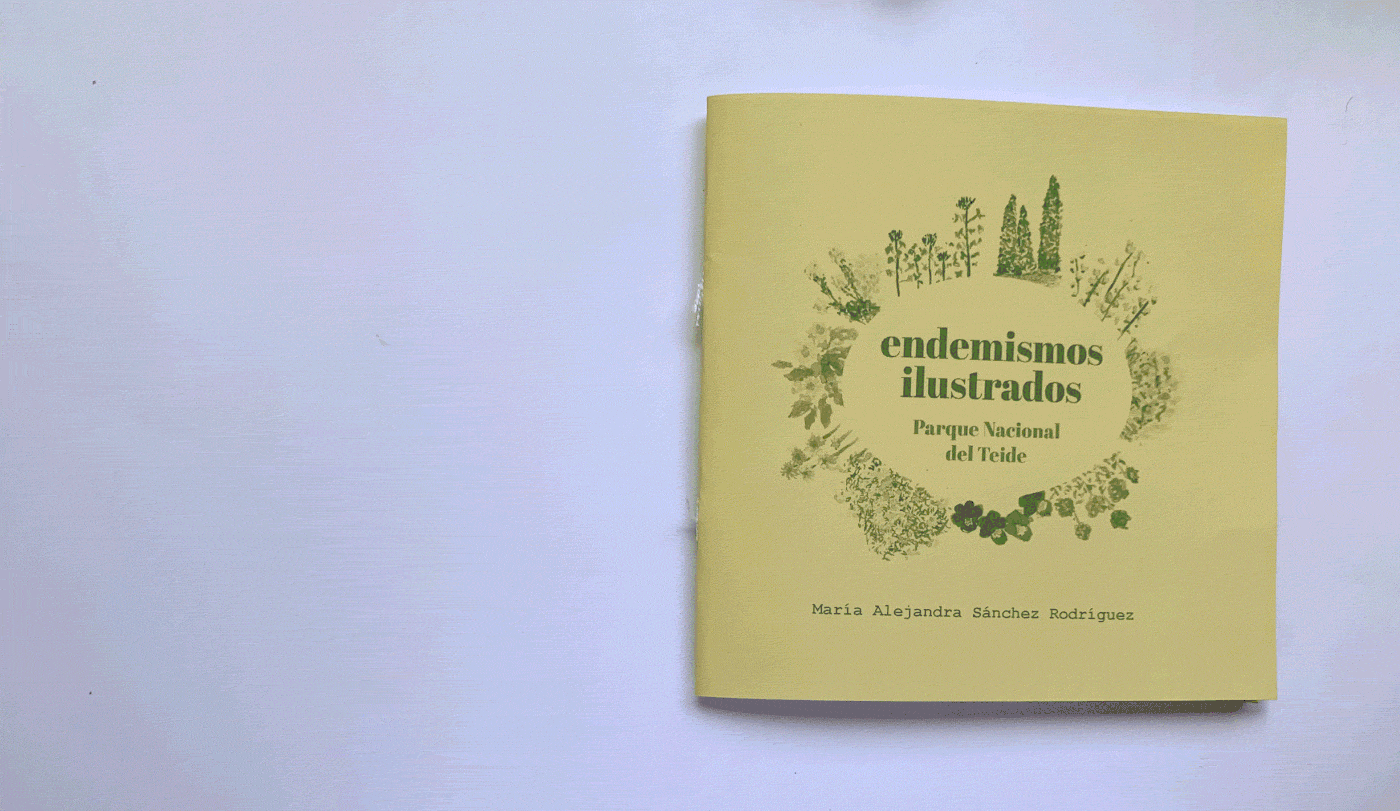 endemismos
ilustrados
Parque Nacional
del Teide
María Alejandra Sánchez Rodríguez